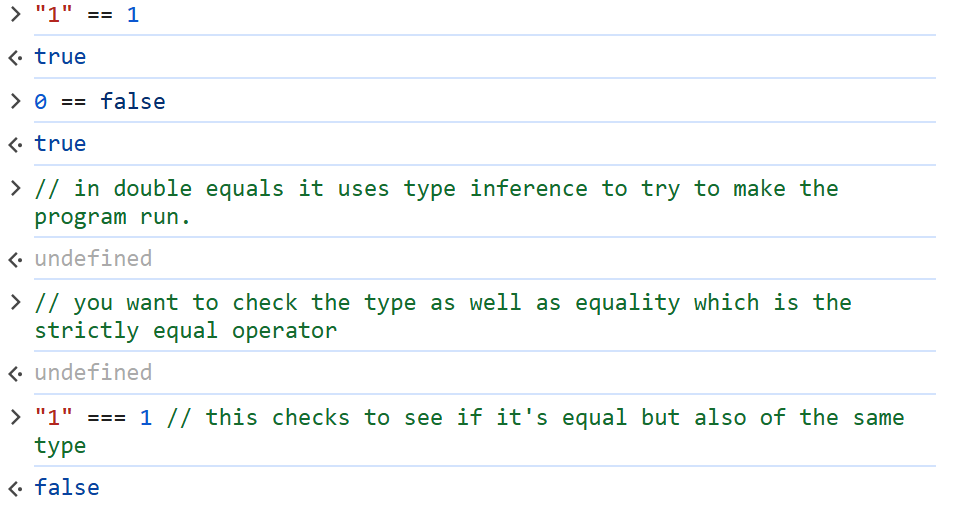 > "1" == 1
<· true
> 0 == false
<· true
> // in double equals it uses type inference to try to make the
program run.
<· undefined
> // you want to check the type as well as equality which is the
strictly equal operator
<· undefined
> "1" === 1 // this checks to see if it's equal but also of the same
type
<· false